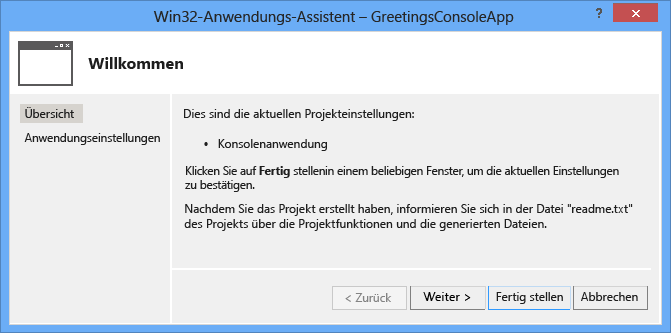 Win32-Anwendungs-Assistent – GreetingsConsoleApp
Willkommen
Übersicht
Anwendungseinstellungen
Dies sind die aktuellen Projekteinstellungen:
• Konsolenanwendung
Klicken Sie auf Fertig stellenin einem beliebigen Fenster, um die aktuellen Einstellungen
zu bestätigen.
Nachdem Sie das Projekt erstellt haben, informieren Sie sich in der Datei "readme.txt"
des Projekts über die Projektfunktionen und die generierten Dateien.
< Zurück
Weiter >
Fertig stellen
Abbrechen